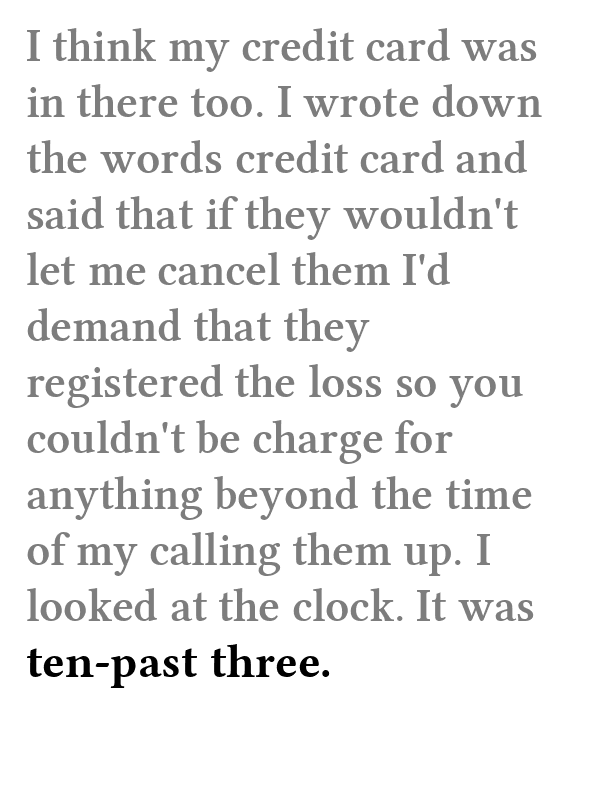 I think my credit card was
in there too. I wrote down
the words credit card and
said that if they wouldn't
let me cancel them I'd
demand that they
registered the loss so you
couldn't be charge for
anything beyond the time
of my calling them up. I
looked at the clock. It was
ten-past three.